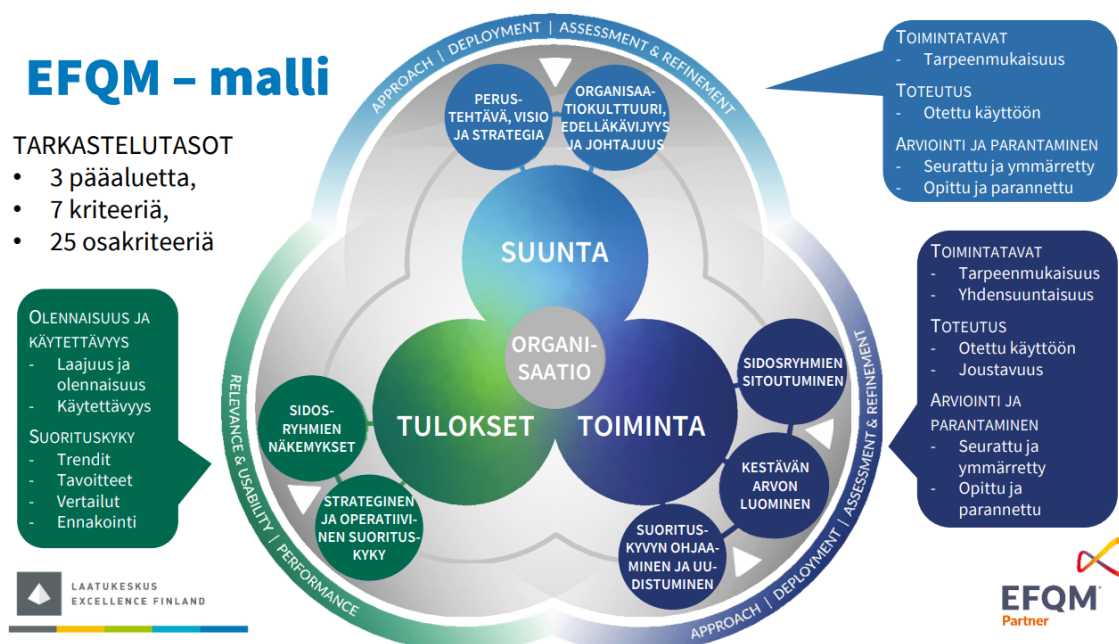 EFQM – malli
TARKASTELUTASOT
• 3 pääaluetta,
• 7 kriteeriä,
• 25 osakriteeriä
APPROACH | DEPLOYMENT | ASSESSMENT & REFINEMENT
PERUS-
TEHTÄVÄ, VISIO
JA STRATEGIA
ORGANISAA-
TIOKULTTUURI,
EDELLÄKÄVIJYYS
JA JOHTAJUUS
SUUNTA
ORGANI-
SAATIO
TULOKSET
TOIMINTA
SIDOS-
RYHMIEN
NÄKEMYKSET
STRATEGINEN
JA OPERATIIVI-
NEN SUORITUS-
KYKY
SIDOSRYHMIEN
SITOUTUMINEN
KESTÄVÄN
ARVON
LUOMINEN
SUORITUS-
KYVYN OHJAA-
MINEN JA UU-
DISTUMINEN
RELEVANCE & USABILITY | PERFORMANCE
APPROACH | DEPLOYMENT | ASSESSMENT & REFINEMENT
TOIMINTATAVAT
- Tarpeenmukaisuus
TOTEUTUS
- Otettu käyttöön
ARVIOINTI JA PARANTAMINEN
- Seurattu ja ymmärretty
- Opittu ja parannettu
TOIMINTATAVAT
- Tarpeenmukaisuus
- Yhdensuuntaisuus
TOTEUTUS
- Otettu käyttöön
- Joustavuus
ARVIOINTI JA
PARANTAMINEN
- Seurattu ja
ymmärretty
- Opittu ja
parannettu
OLENNAISUUS JA
KÄYTETTÄVYYS
- Laajuus ja
olennaisuus
- Käytettävyys
SUORITUSKYKY
- Trendit
- Tavoitteet
- Vertailut
- Ennakointi
LAATUKESKUS
EXCELLENCE FINLAND
EFQM
Partner